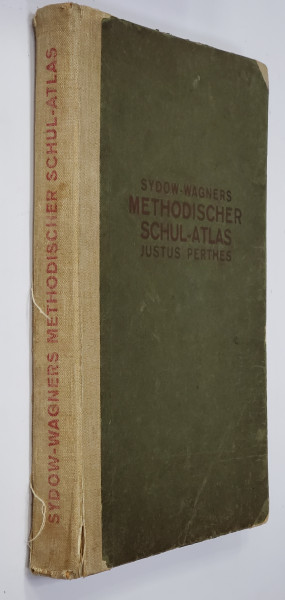 SYDOW-WAGNERS METHODISCHER SCHUL-ATLAS
SYDOW-WAGNERS
METHODISCHER
SCHUL-ATLAS
JUSTUS PERTHES